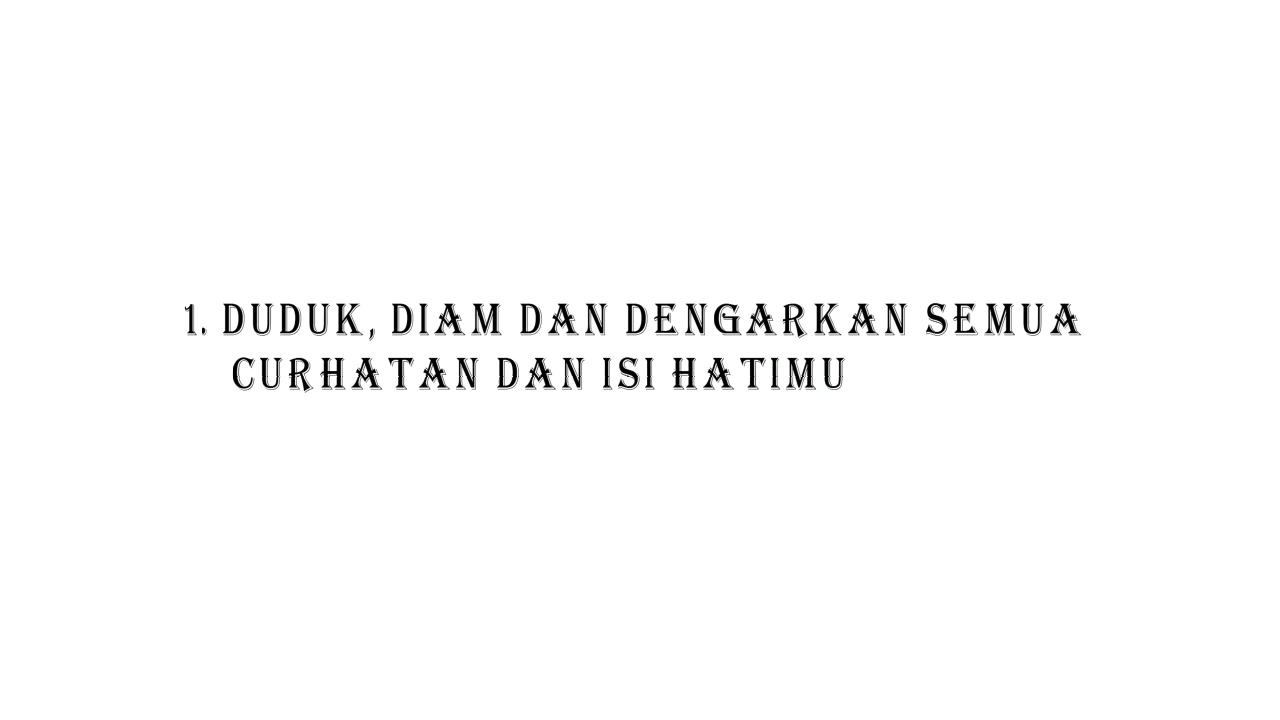 1. DUDUK, DIAM DAN DENGARKAN SEMUA
CURHATAN DAN ISI HATIMU